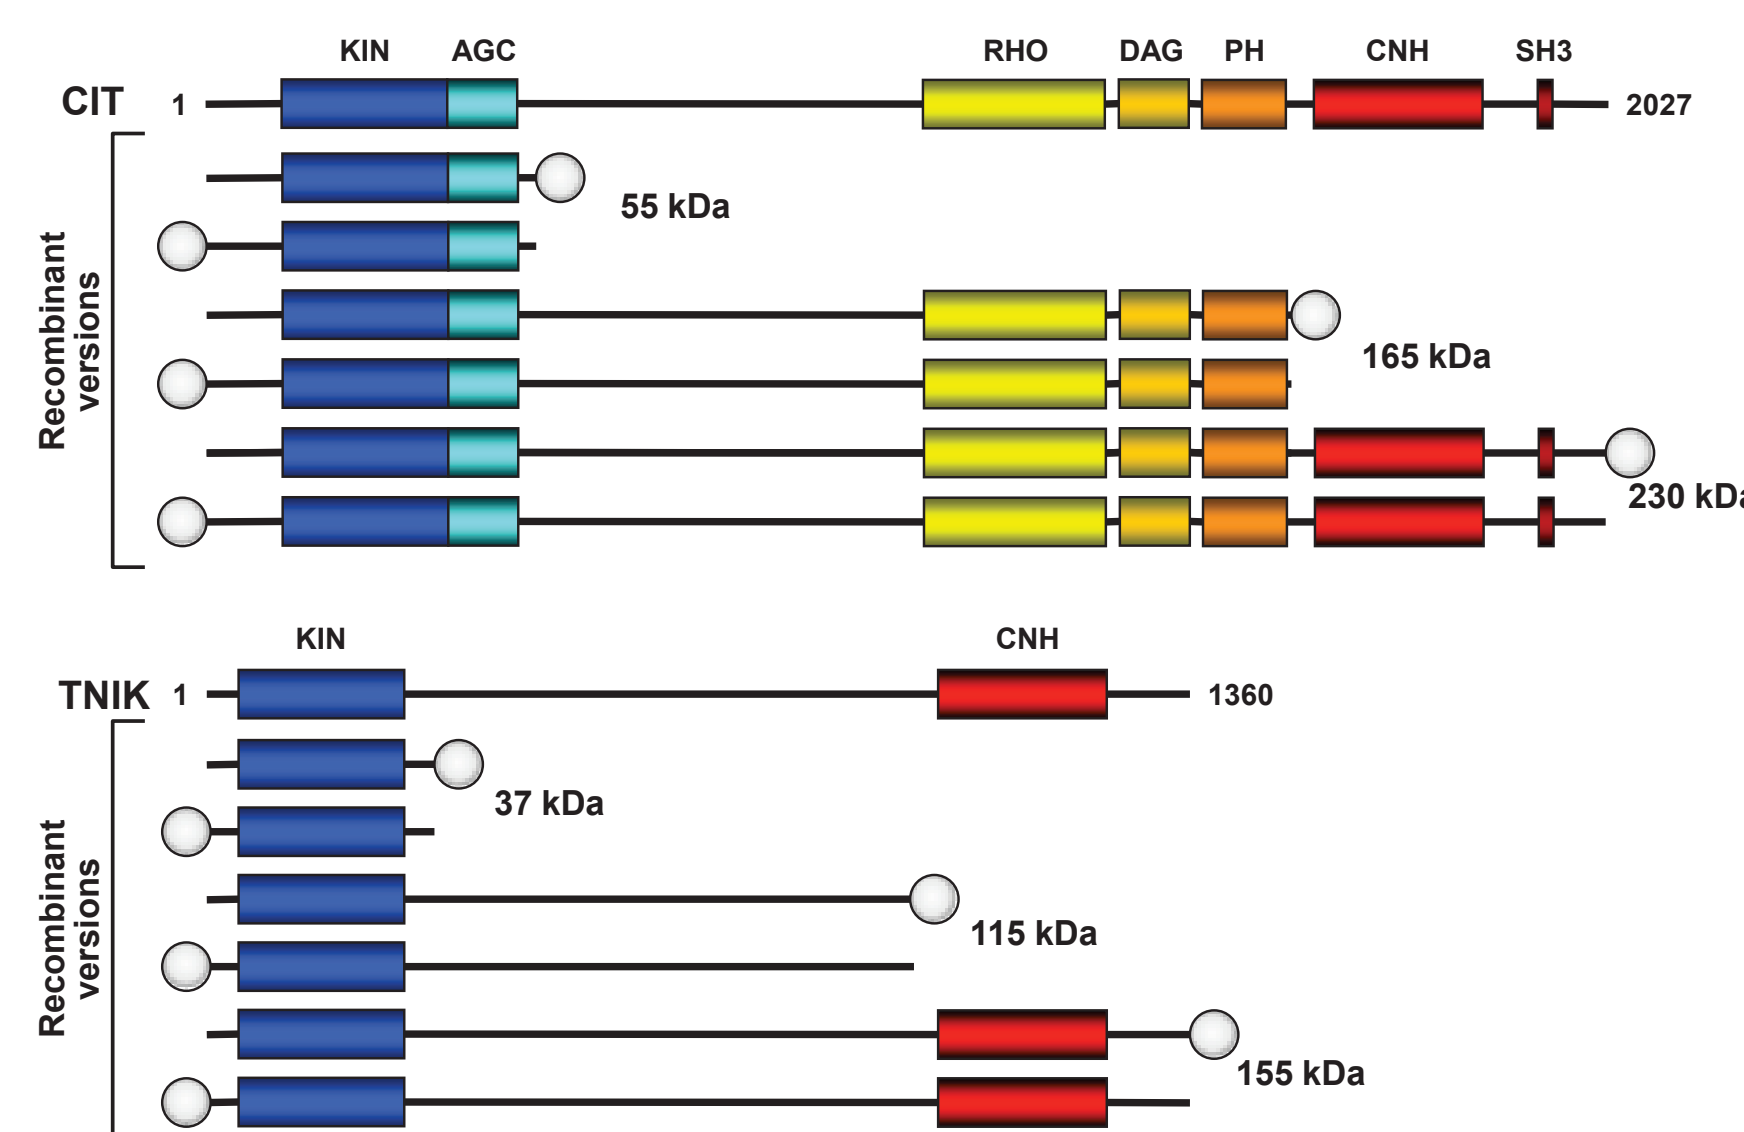 KIN AGC RHO DAG PH CNH SH3
CIT 1 2027
Recombinant
versions
55 kDa
165 kDa
230 kDa
KIN CNH
TNIK 1 1360
Recombinant
versions
37 kDa
115 kDa
155 kDa